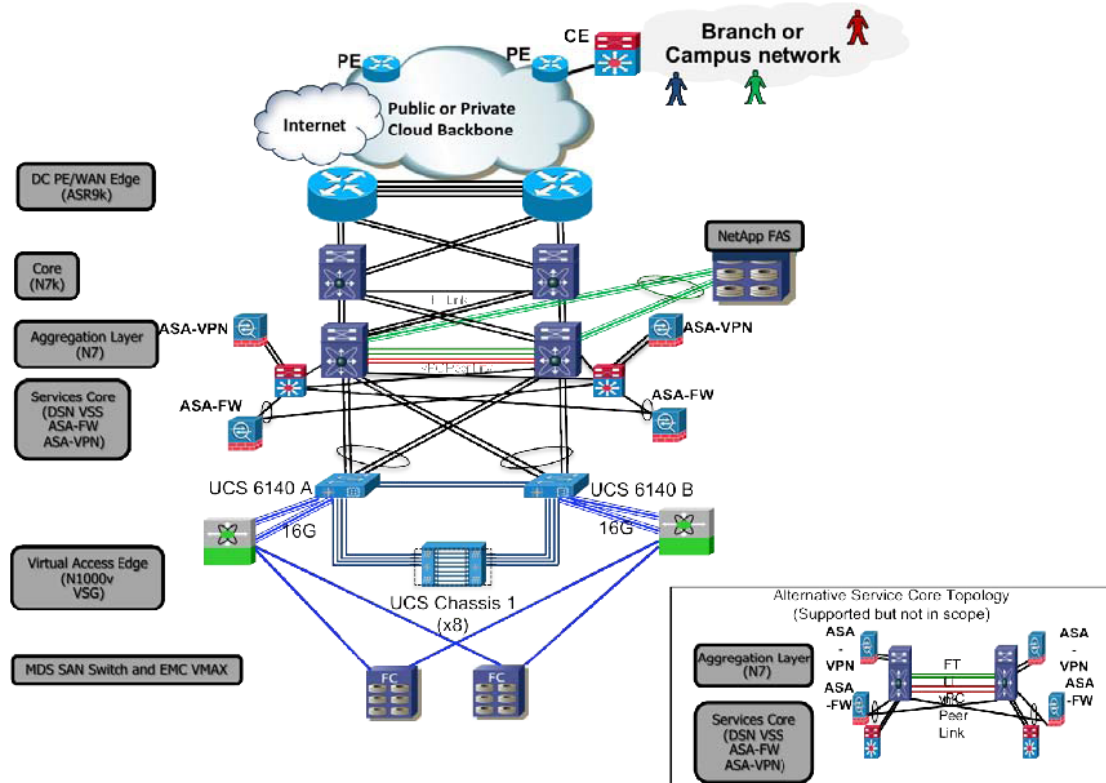 Branch or
Campus network
CE
PE
PE
Public or Private
Cloud Backbone
Internet
DC PE/WAN Edge
(ASR9k)
NetApp FAS
Core
(N7k)
Link
Aggregation Layer
(N7)
ASA-VPN
ASA-VPN
vPC Peer Link
Services Core
(DSN VSS
ASA-FW
ASA-VPN)
ASA-FW
ASA-FW
UCS 6140 A
UCS 6140 B
16G
16G
Virtual Access Edge
(N1000v
VSG)
UCS Chassis 1
(x8)
MDS SAN Switch and EMC VMAX
FC
FC
Alternative Service Core Topology
(Supported but not in scope)
ASA
-
VPN
ASA
-
VPN
Aggregation Layer
(N7)
FT
ASA
-FW
ASA
-FW
vPC
Peer
Link
Services Core
(DSN VSS
ASA-FW
ASA-VPN)